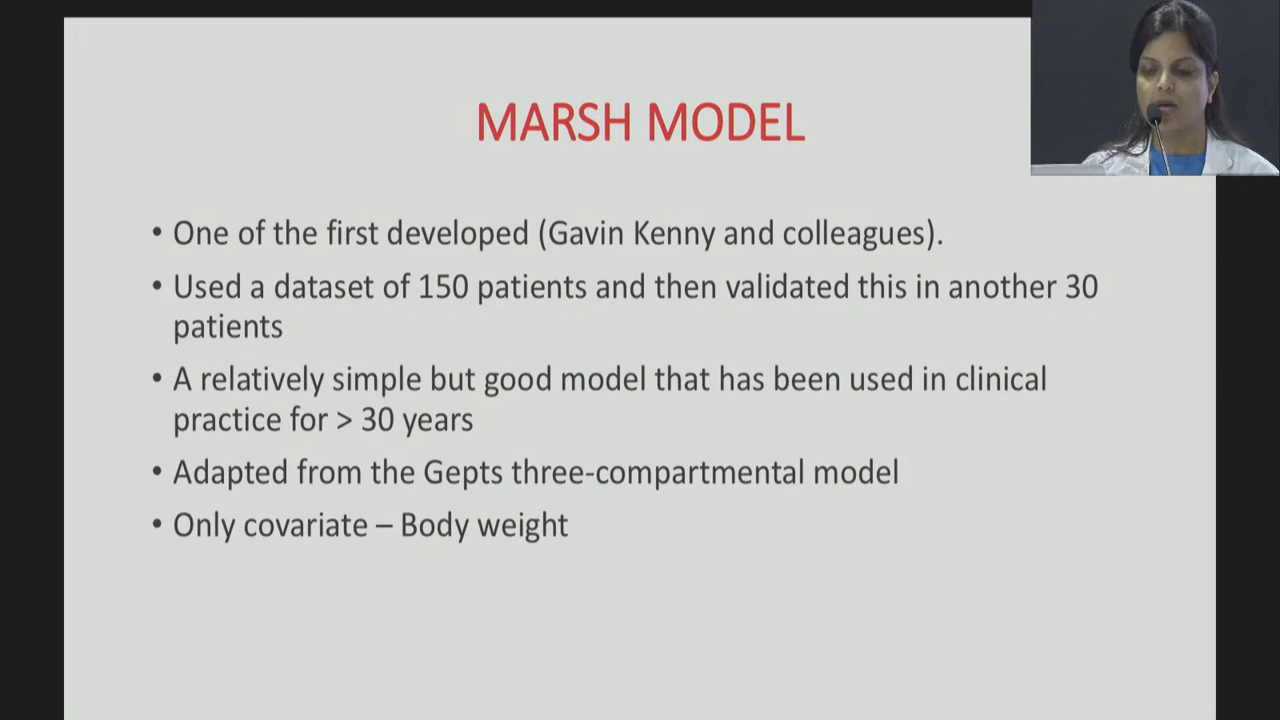 MARSH MODEL
• One of the first developed (Gavin Kenny and colleagues).
• Used a dataset of 150 patients and then validated this in another 30
patients
• A relatively simple but good model that has been used in clinical
practice for > 30 years
• Adapted from the Gepts three-compartmental model
• Only covariate – Body weight